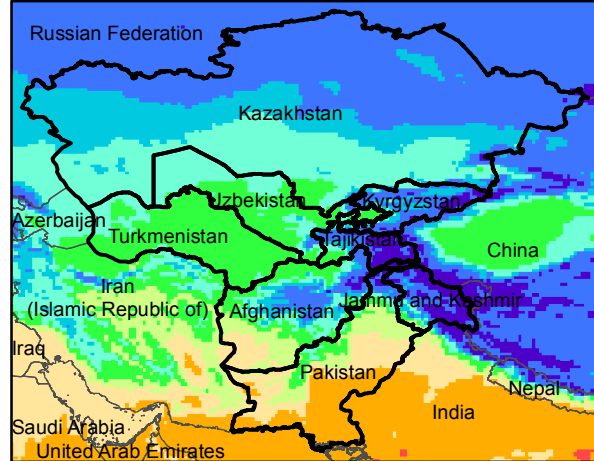 Russian Federation
Kazakhstan
Uzbekistan
Kyrgyzstan
Azerbaijan
Turkmenistan
Tajikistan
China
Iran
(Islamic Republic of)
Afghanistan
Jammu and Kashmir
Iraq
Pakistan
Nepal
India
Saudi Arabia
United Arab Emirates